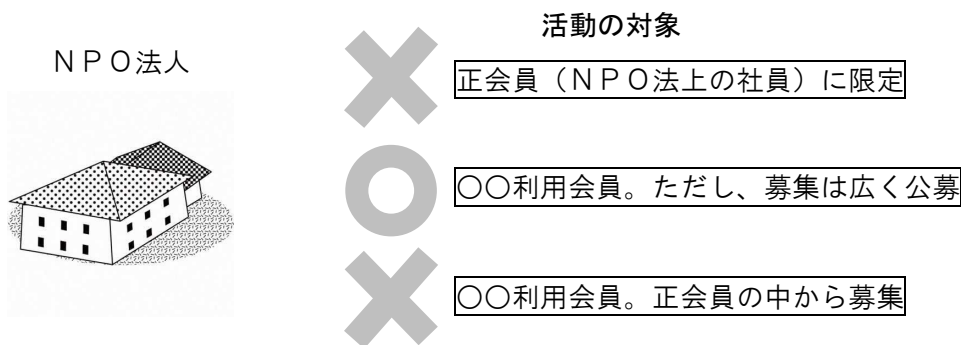 活動の対象
ＮＰＯ法人
正会員（ＮＰＯ法上の社員）に限定
〇〇利用会員。ただし、募集は広く公募
〇〇利用会員。正会員の中から募集